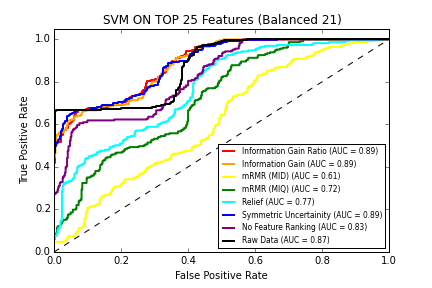 SVM ON TOP 25 Features (Balanced 21)
True Positive Rate
1.0
0.8
0.6
0.4
0.2
0.0
0.0 0.2 0.4 0.6 0.8 1.0
False Positive Rate
Information Gain Ratio (AUC = 0.89)
Information Gain (AUC = 0.89)
mRMR (MID) (AUC = 0.61)
mRMR (MIQ) (AUC = 0.72)
Relief (AUC = 0.77)
Symmetric Uncertainity (AUC = 0.89)
No Feature Ranking (AUC = 0.83)
Raw Data (AUC = 0.87)